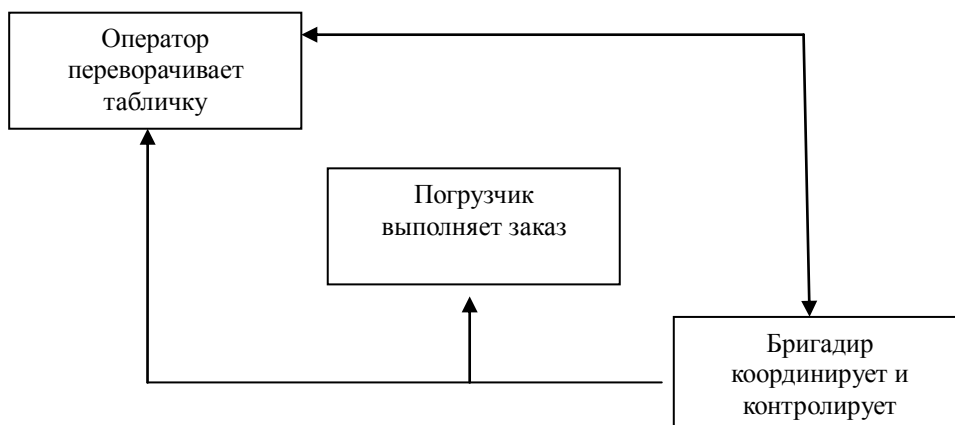 Оператор
переворачивает
табличку
Погрузчик
выполняет заказ
Бригадир
координирует и
контролирует